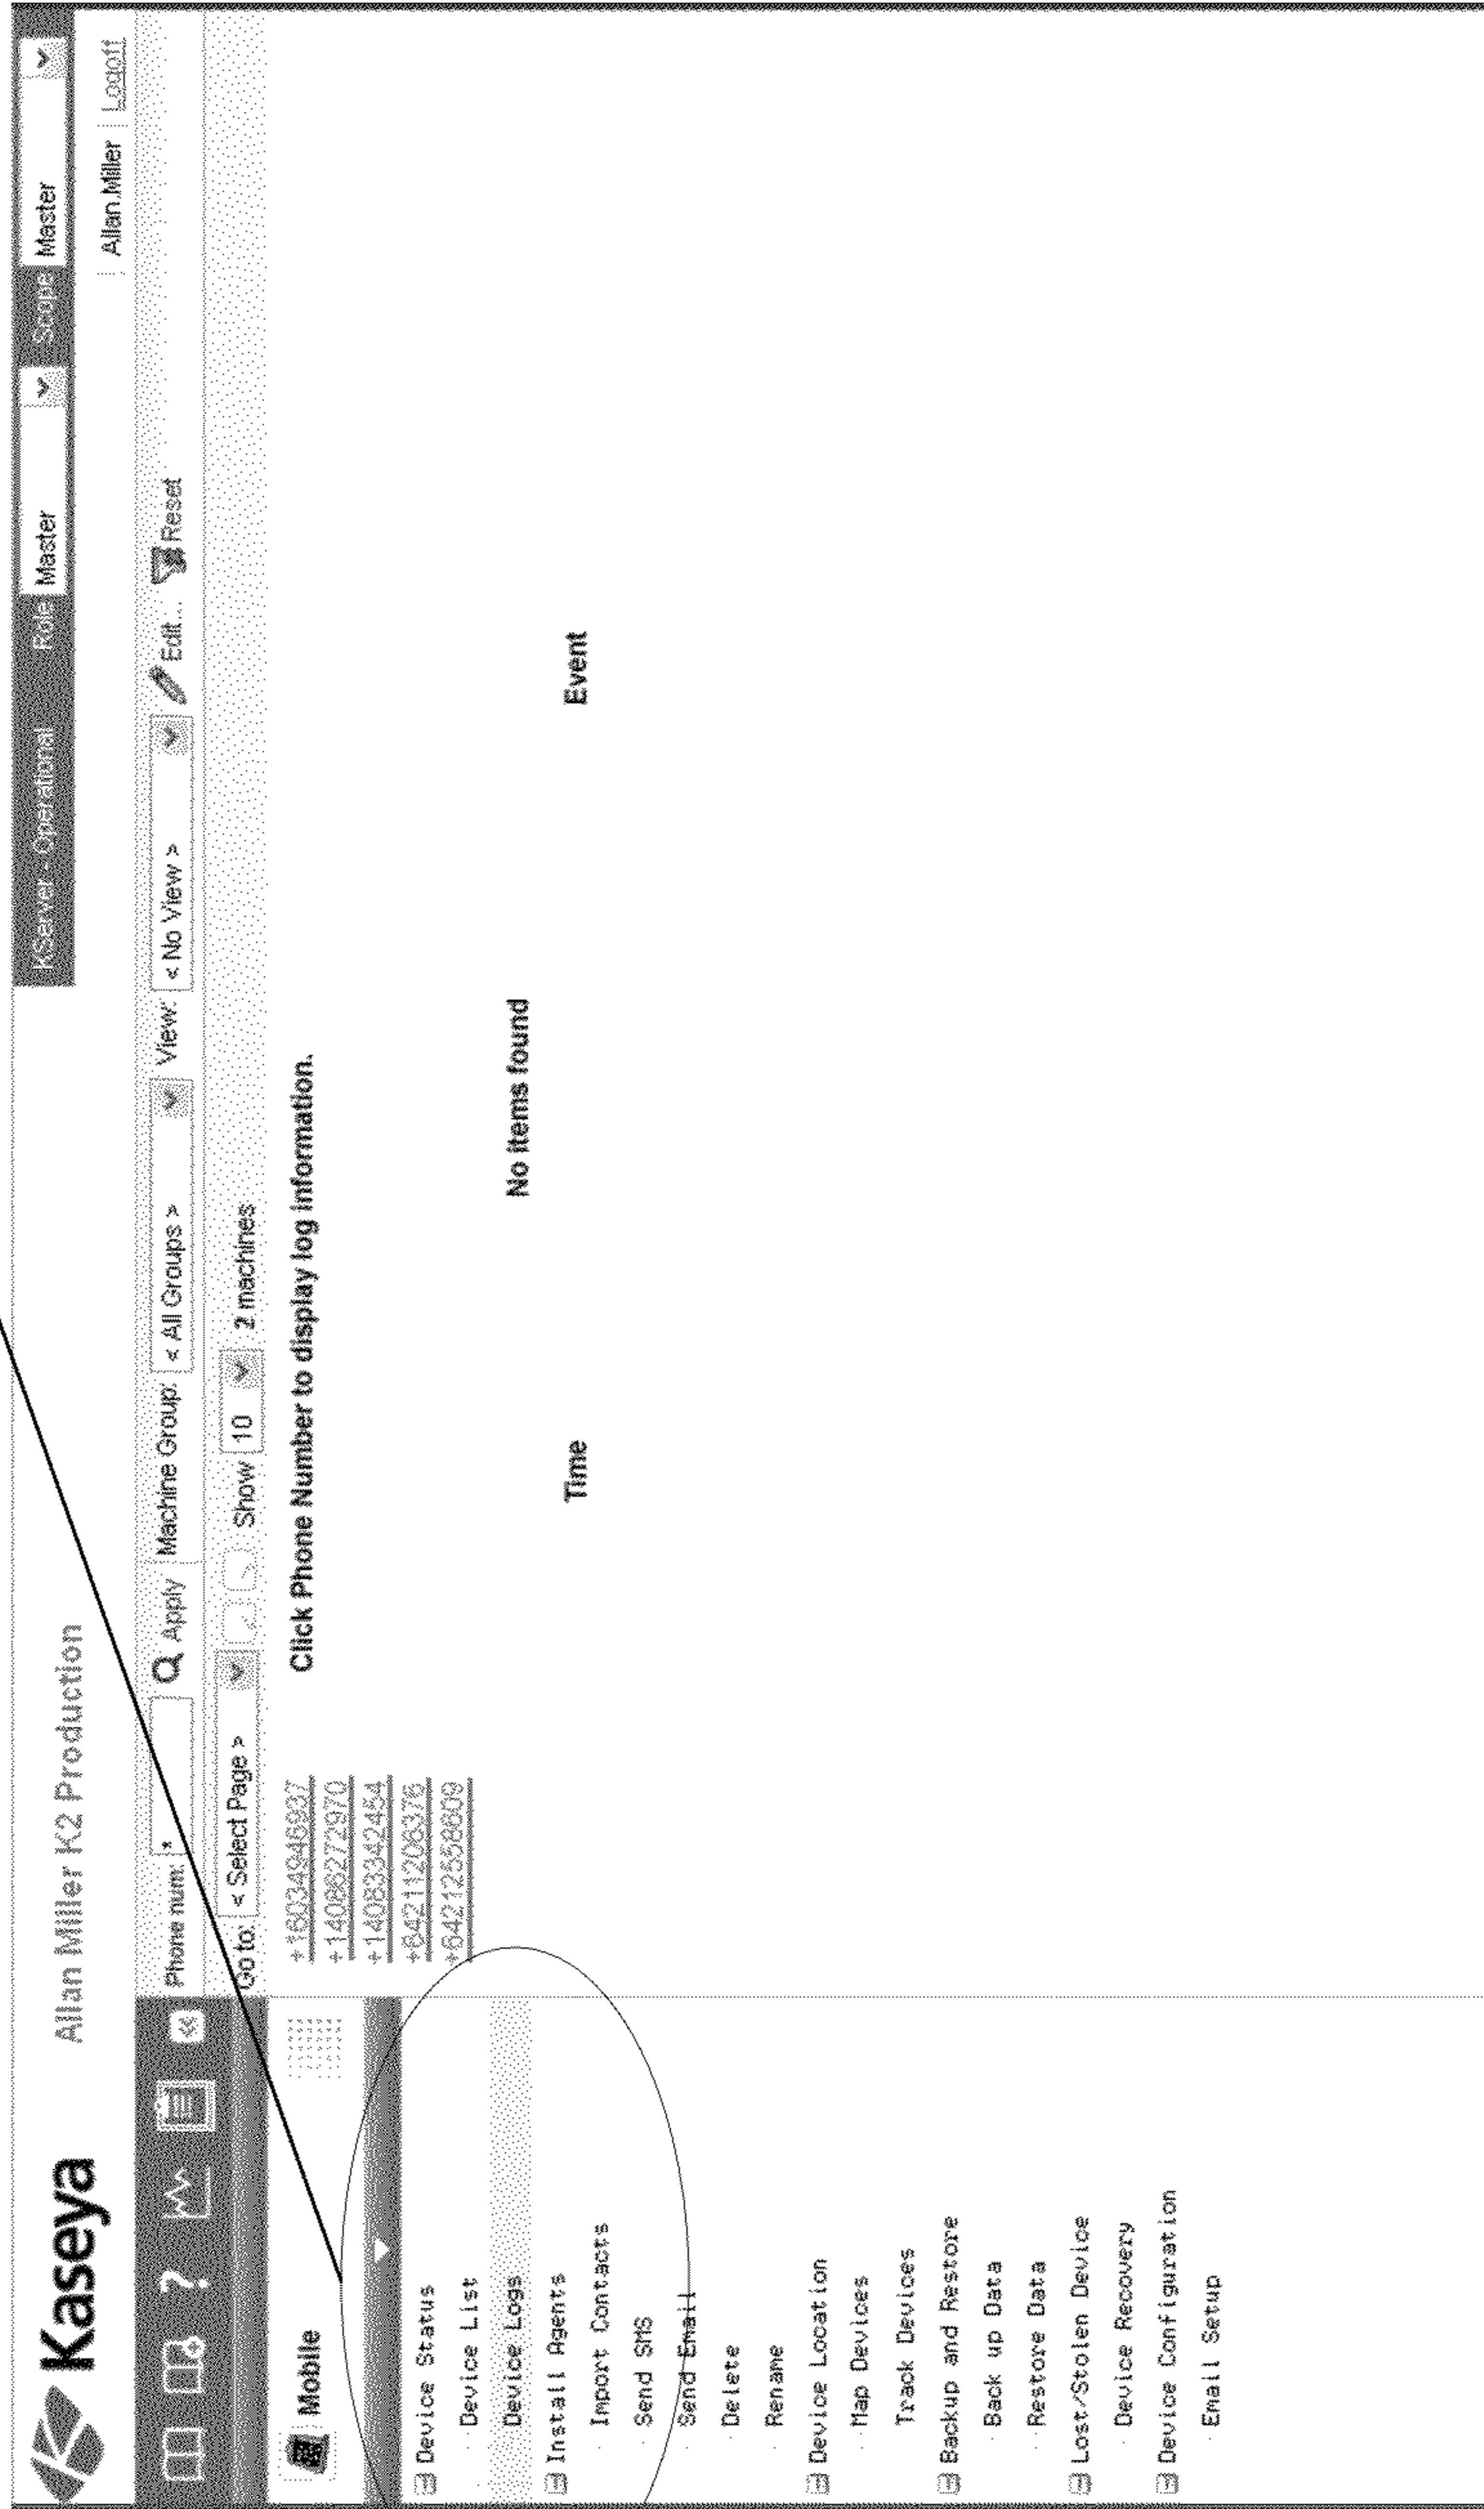 Kaseya
Allan Miller K2 Production
KServer - Operational Role Master Scope Master
Allan.Miller Logoff
Phone num: * Apply Machine Group: < All Groups > View: < No View > Edit... Reset
Go to: < Select Page > Show 10 2 machines
Mobile
Device Status
Device List
Device Logs
Install Agents
Import Contacts
Send SMS
Send Email
Delete
Rename
Device Location
Map Devices
Track Devices
Backup and Restore
Back up Data
Restore Data
Lost/Stolen Device
Device Recovery
Device Configuration
Email Setup
+16034946937
+14086272970
+14083342454
+64211206376
+64212558609
Click Phone Number to display log information.
No items found
Time Event